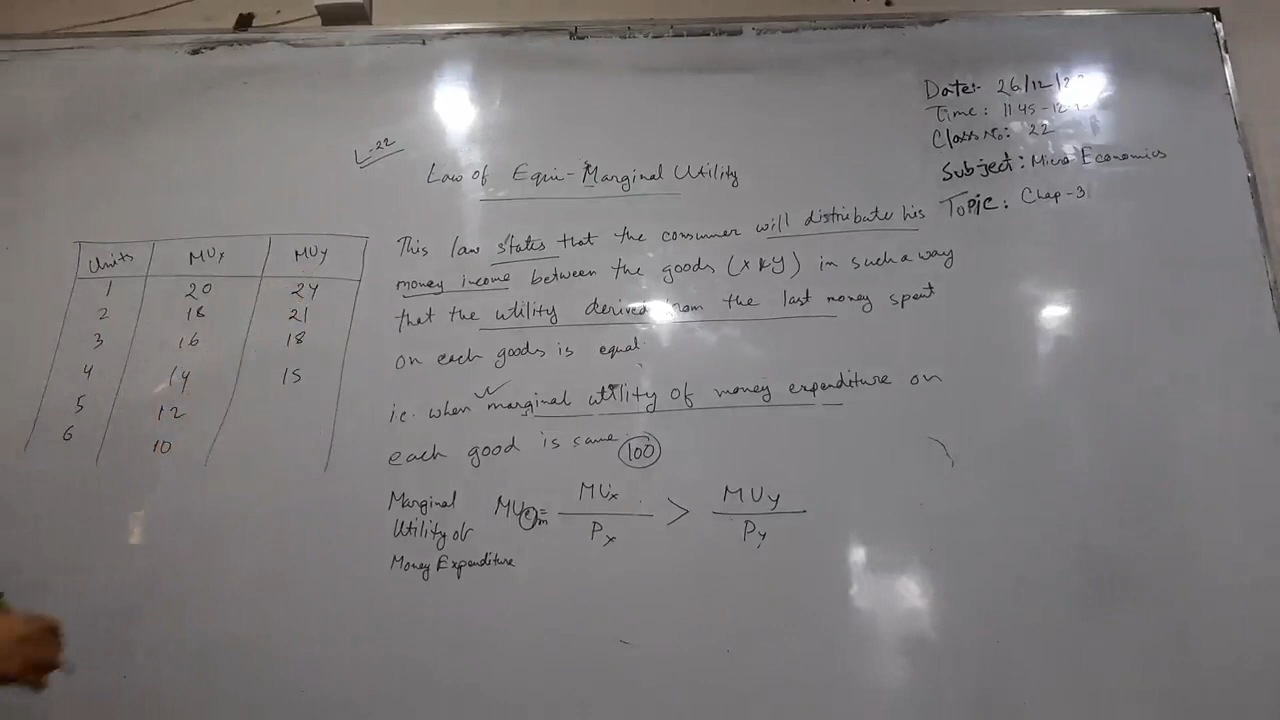 Date:- 26/12/
Time: 11 45 -
Class No: 22
Subject: Micro Economics
Topic: Chap-3
L-22
Law of Equi-Marginal Utility
This law states that the consumer will distribute his
money income between the goods (x & y) in such a way
that the utility derived from the last money spent
on each goods is equal.
i.e. when marginal utility of money expenditure on
each good is same. 100
Marginal Utility of Money Expenditure
MUem = MUx / Px > MUy / Py
Units MUx MUy
1 20 24
2 18 21
3 16 18
4 14 15
5 12
6 10